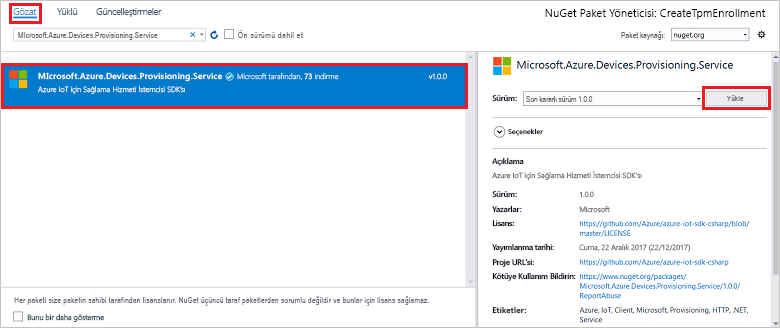 Gözat Yüklü Güncelleştirmeler
NuGet Paket Yöneticisi: CreateTpmEnrollment
MIcrosoft.Azure.Devices.Provisioning.Service
Ön sürümü dahil et
Paket kaynağı: nuget.org
MIcrosoft.Azure.Devices.Provisioning.Service Microsoft tarafından, 73 indirme v1.0.0
Azure IoT için Sağlama Hizmeti İstemcisi SDK'sı
Microsoft.Azure.Devices.Provisioning.Service
Sürüm: Son kararlı sürüm 1.0.0 Yükle
Seçenekler
Açıklama
Azure IoT için Sağlama Hizmeti İstemcisi SDK'sı
Sürüm: 1.0.0
Yazarlar: Microsoft
Lisans: https://github.com/Azure/azure-iot-sdk-csharp/blob/
master/LICENSE
Yayımlanma tarihi: Cuma, 22 Aralık 2017 (22/12/2017)
Proje URL'si: https://github.com/Azure/azure-iot-sdk-csharp
Kötüye Kullanım Bildirin: https://www.nuget.org/packages/
Microsoft.Azure.Devices.Provisioning.Service/1.0.0/
ReportAbuse
Etiketler: Azure, IoT, Client, Microsoft, Provisioning, HTTP, .NET,
Service
Her paketi size paketin sahibi tarafından lisanslanır. NuGet üçüncü taraf paketlerden sorumlu değildir ve bunlar için lisans sağlamaz.
Bunu bir daha gösterme